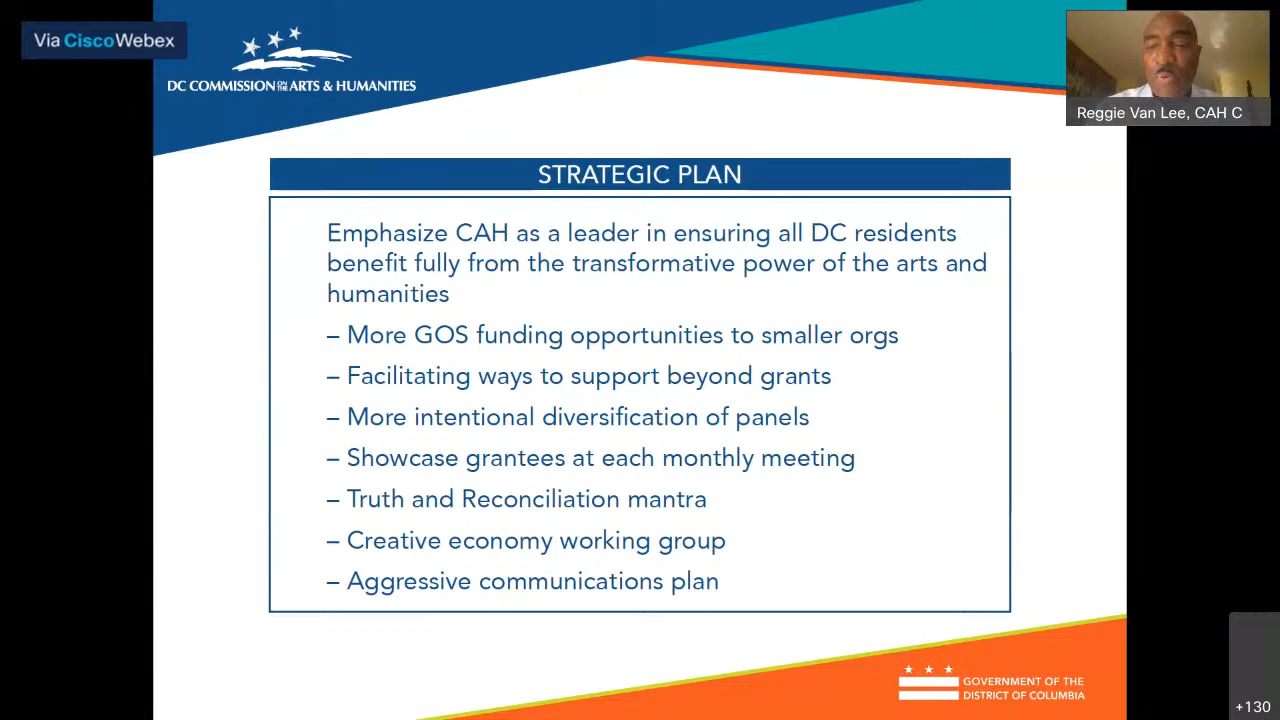 Via CiscoWebex
DC COMMISSION ON THE ARTS & HUMANITIES
Reggie Van Lee, CAH C
STRATEGIC PLAN
Emphasize CAH as a leader in ensuring all DC residents
benefit fully from the transformative power of the arts and
humanities
– More GOS funding opportunities to smaller orgs
– Facilitating ways to support beyond grants
– More intentional diversification of panels
– Showcase grantees at each monthly meeting
– Truth and Reconciliation mantra
– Creative economy working group
– Aggressive communications plan
GOVERNMENT OF THE
DISTRICT OF COLUMBIA
+130